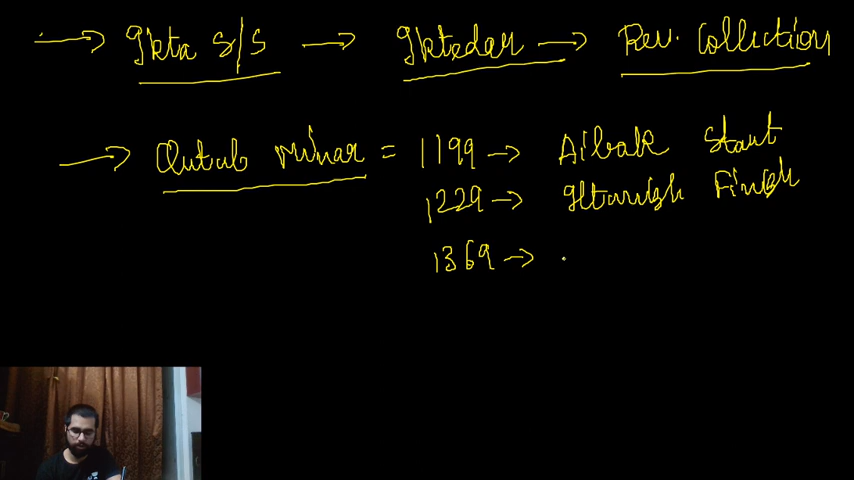 → Ikta S/S → Iktedar → Rev. Collection
→ Qutub minar = 1199 → Aibak Start
1229 → Iltutmish Finish
1369 →